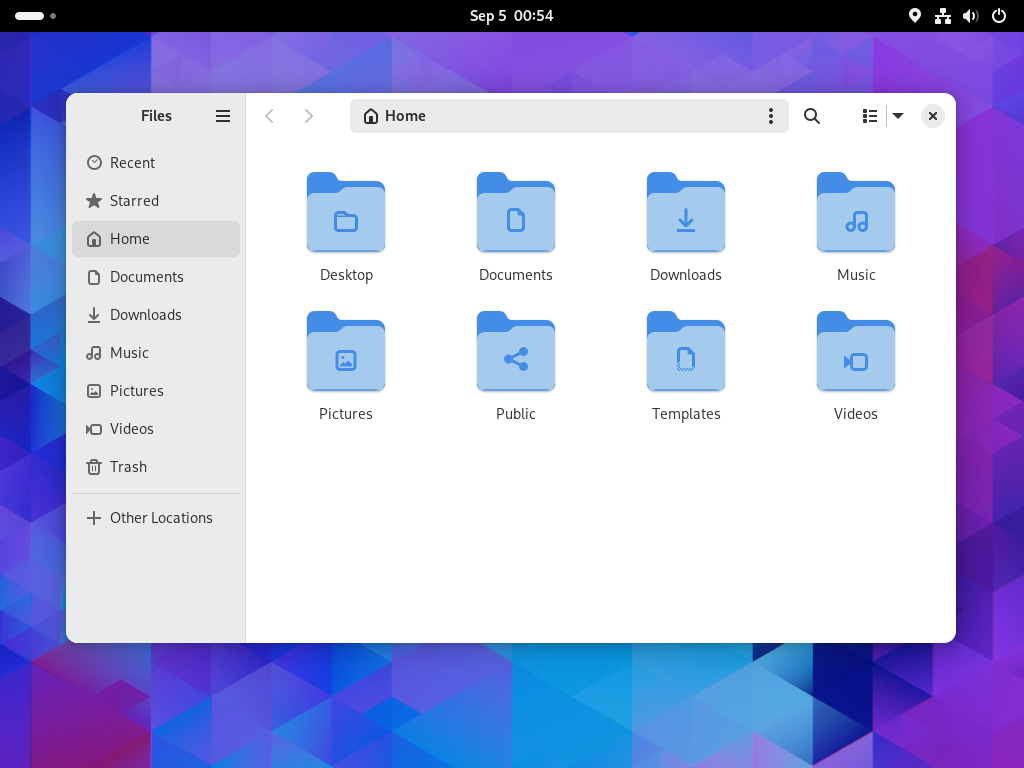 Sep 5 00:54
Files
Home
Recent
Starred
Home
Documents
Downloads
Music
Pictures
Videos
Trash
Other Locations
Desktop
Documents
Downloads
Music
Pictures
Public
Templates
Videos